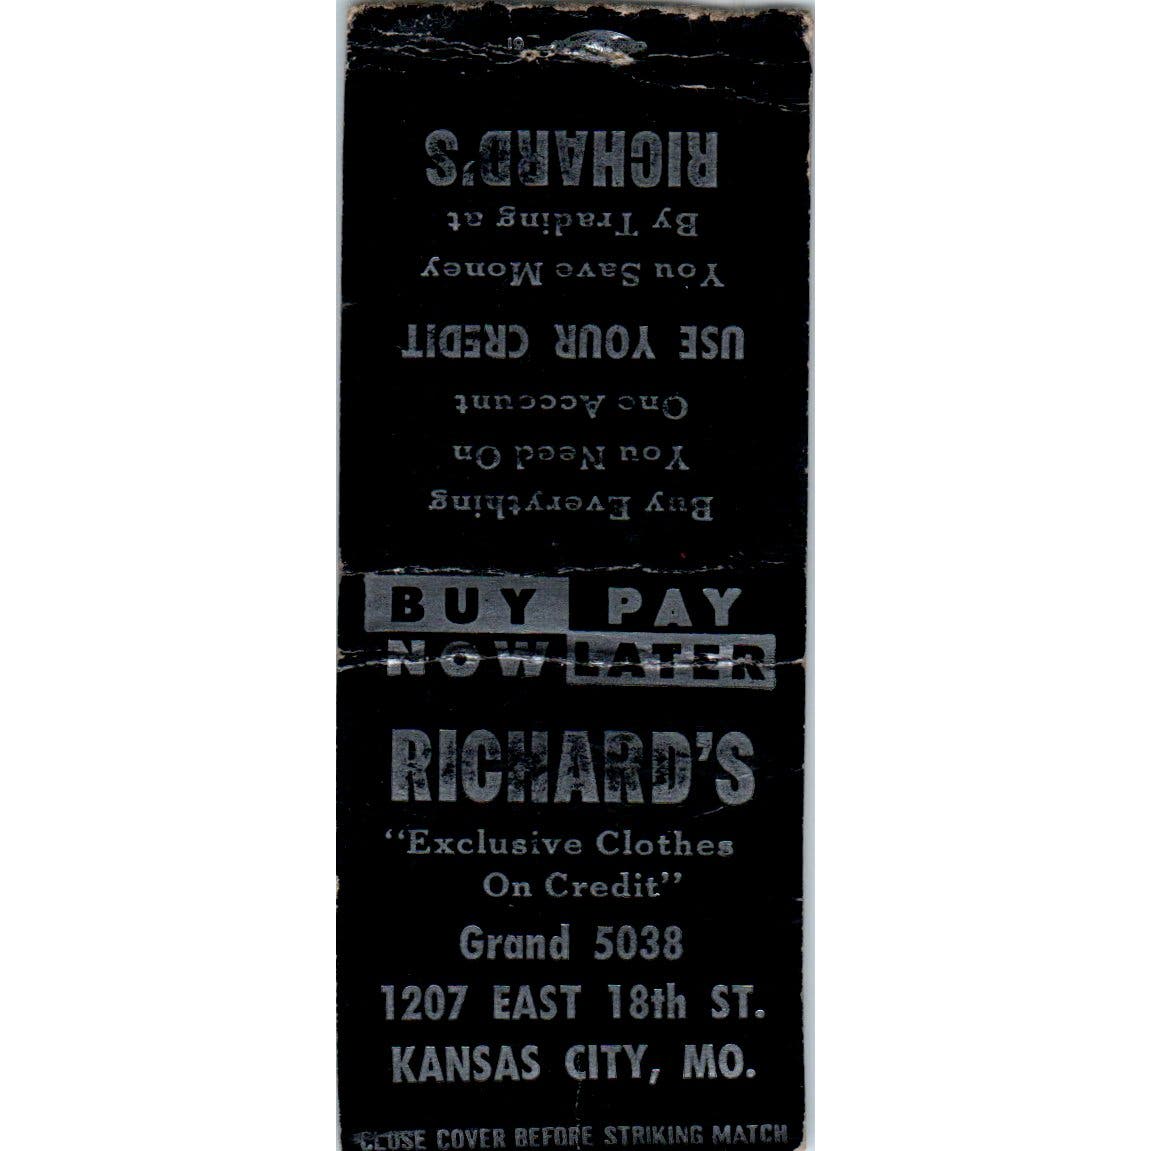 BUY PAY
NOW LATER
RICHARD'S
"Exclusive Clothes
On Credit"
Grand 5038
1207 EAST 18th ST.
KANSAS CITY, MO.
CLOSE COVER BEFORE STRIKING MATCH
Buy Everything
You Need On
One Account
USE YOUR CREDIT
You Save Money
By Trading at
RICHARD'S